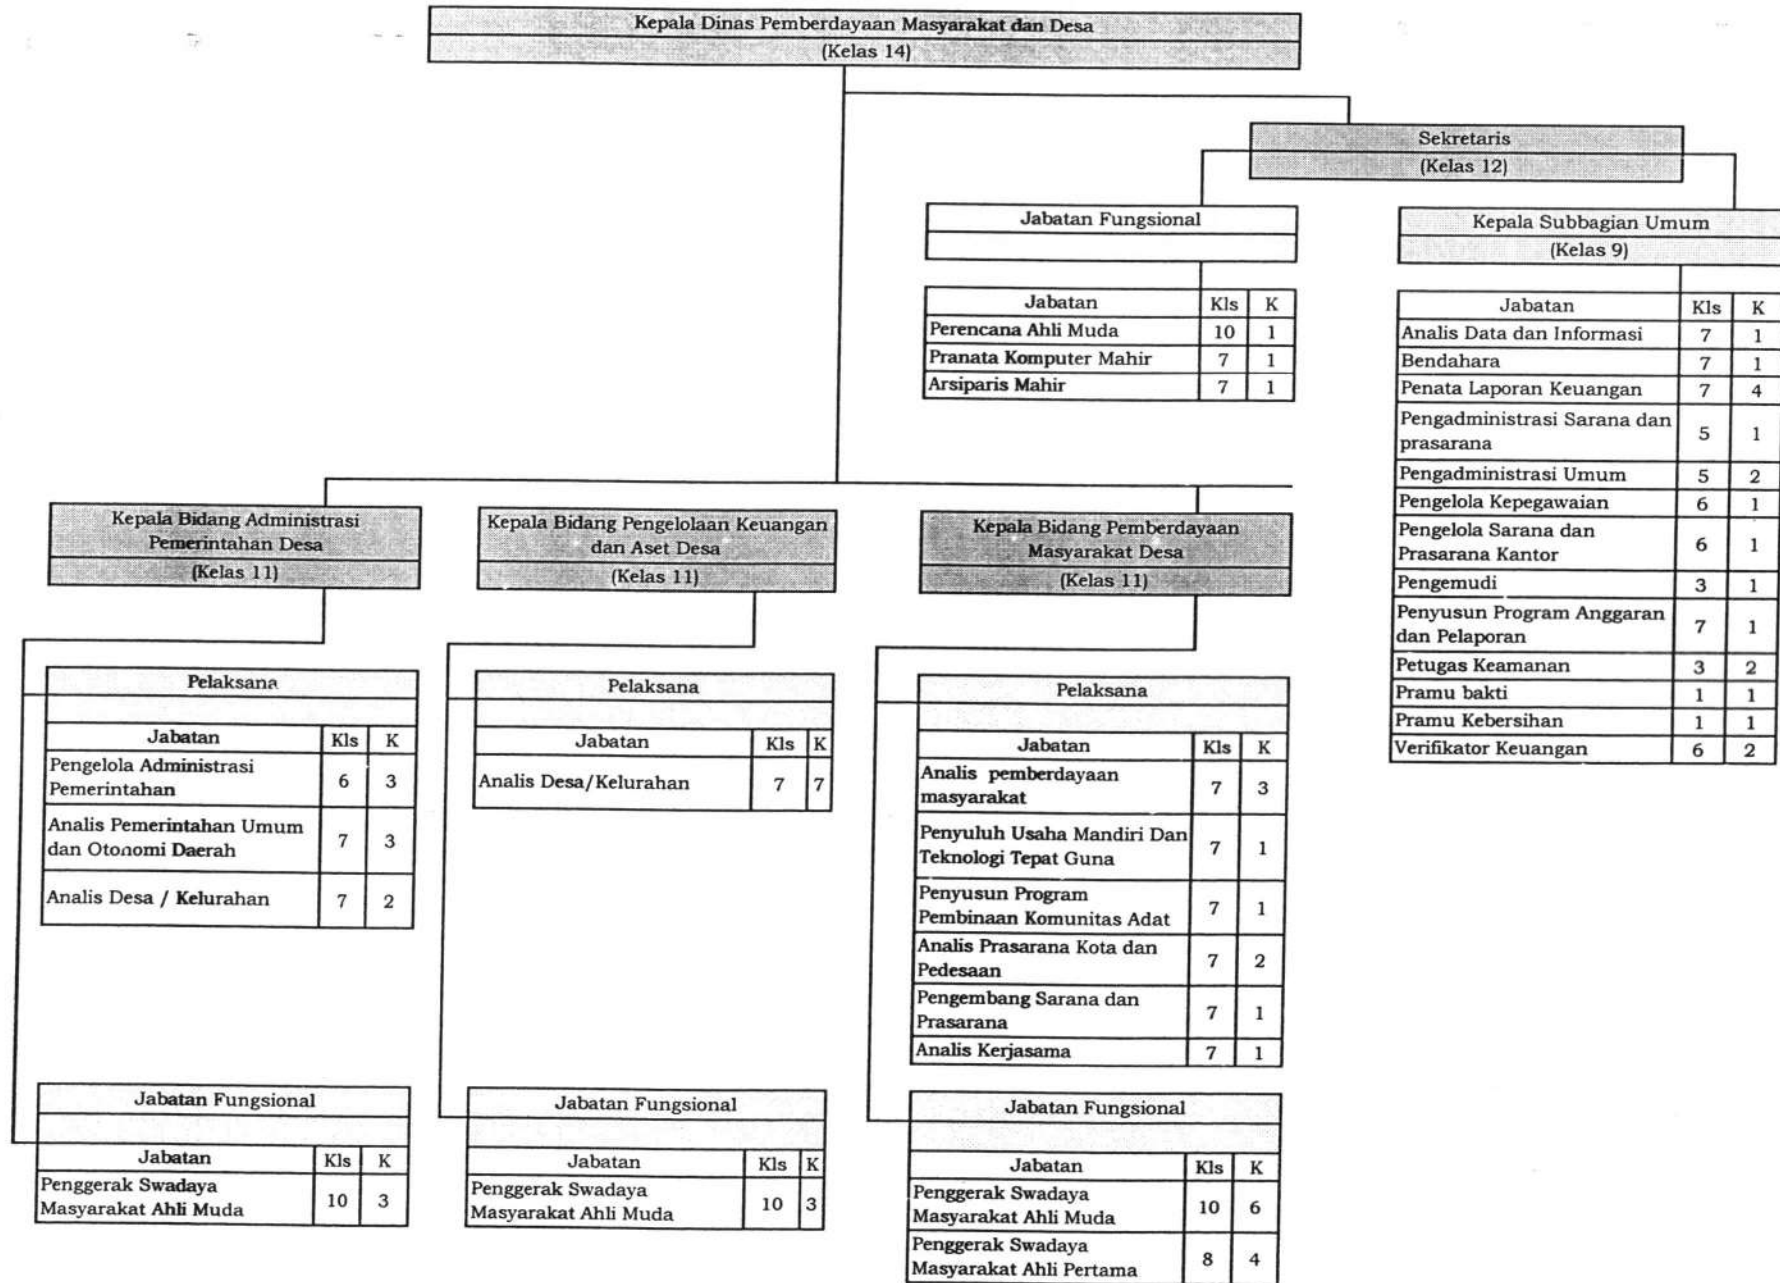 Kepala Dinas Pemberdayaan Masyarakat dan Desa
(Kelas 14)
Sekretaris
(Kelas 12)
Jabatan Fungsional
Jabatan Kls K
Perencana Ahli Muda 10 1
Pranata Komputer Mahir 7 1
Arsiparis Mahir 7 1
Kepala Subbagian Umum
(Kelas 9)
Jabatan Kls K
Analis Data dan Informasi 7 1
Bendahara 7 1
Penata Laporan Keuangan 7 4
Pengadministrasi Sarana dan
prasarana 5 1
Pengadministrasi Umum 5 2
Pengelola Kepegawaian 6 1
Pengelola Sarana dan
Prasarana Kantor 6 1
Pengemudi 3 1
Penyusun Program Anggaran
dan Pelaporan 7 1
Petugas Keamanan 3 2
Pramu bakti 1 1
Pramu Kebersihan 1 1
Verifikator Keuangan 6 2
Kepala Bidang Administrasi
Pemerintahan Desa
(Kelas 11)
Pelaksana
Jabatan Kls K
Pengelola Administrasi
Pemerintahan 6 3
Analis Pemerintahan Umum
dan Otonomi Daerah 7 3
Analis Desa / Kelurahan 7 2
Jabatan Fungsional
Jabatan Kls K
Penggerak Swadaya
Masyarakat Ahli Muda 10 3
Kepala Bidang Pengelolaan Keuangan
dan Aset Desa
(Kelas 11)
Pelaksana
Jabatan Kls K
Analis Desa/Kelurahan 7 7
Jabatan Fungsional
Jabatan Kls K
Penggerak Swadaya
Masyarakat Ahli Muda 10 3
Kepala Bidang Pemberdayaan
Masyarakat Desa
(Kelas 11)
Pelaksana
Jabatan Kls K
Analis pemberdayaan
masyarakat 7 3
Penyuluh Usaha Mandiri Dan
Teknologi Tepat Guna 7 1
Penyusun Program
Pembinaan Komunitas Adat 7 1
Analis Prasarana Kota dan
Pedesaan 7 2
Pengembang Sarana dan
Prasarana 7 1
Analis Kerjasama 7 1
Jabatan Fungsional
Jabatan Kls K
Penggerak Swadaya
Masyarakat Ahli Muda 10 6
Penggerak Swadaya
Masyarakat Ahli Pertama 8 4